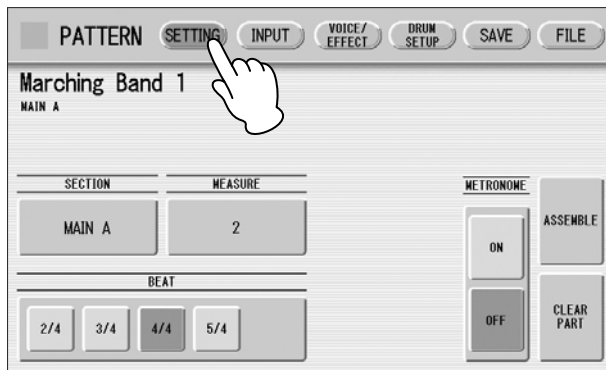 PATTERN SETTING INPUT VOICE/ EFFECT DRUM SETUP SAVE FILE
Marching Band 1
MAIN A
SECTION MEASURE METRONOME
MAIN A 2 ASSEMBLE
ON
BEAT
2/4 3/4 4/4 5/4 OFF CLEAR PART